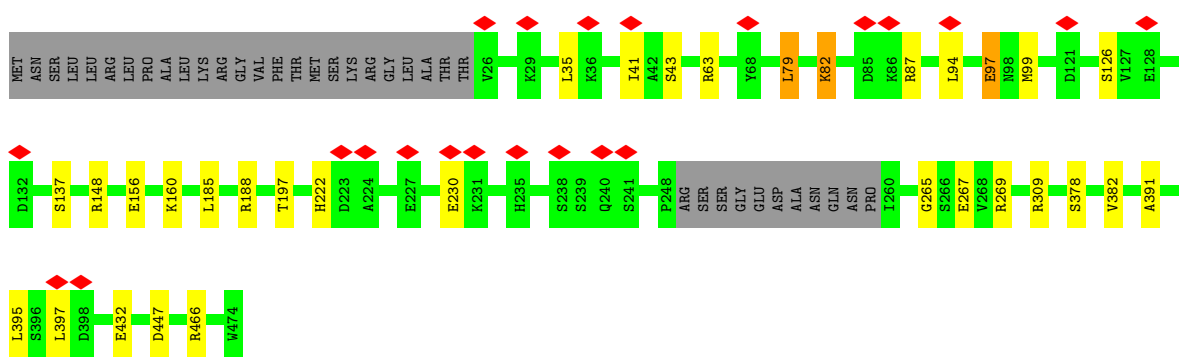 MET ASN SER LEU LEU ARG LEU PRO ALA LEU LYS ARG GLY VAL PHE THR MET SER LYS ARG GLY LEU ALA THR THR V26 K29 L35 K36 I41 A42 S43 R63 Y68 L79 K82 D85 K86 R87 L94 E97 N98 M99 D121 S126 V127 E128
D132 S137 R148 E156 K160 L185 R188 T197 H222 D223 A224 E227 E230 K231 H235 S238 S239 Q240 S241 P248 ARG SER SER GLY GLU ASP ALA ASN GLN ASN PRO I260 G265 S266 E267 V268 R269 R309 S378 V382 A391
L395 S396 L397 D398 E432 D447 R466 W474